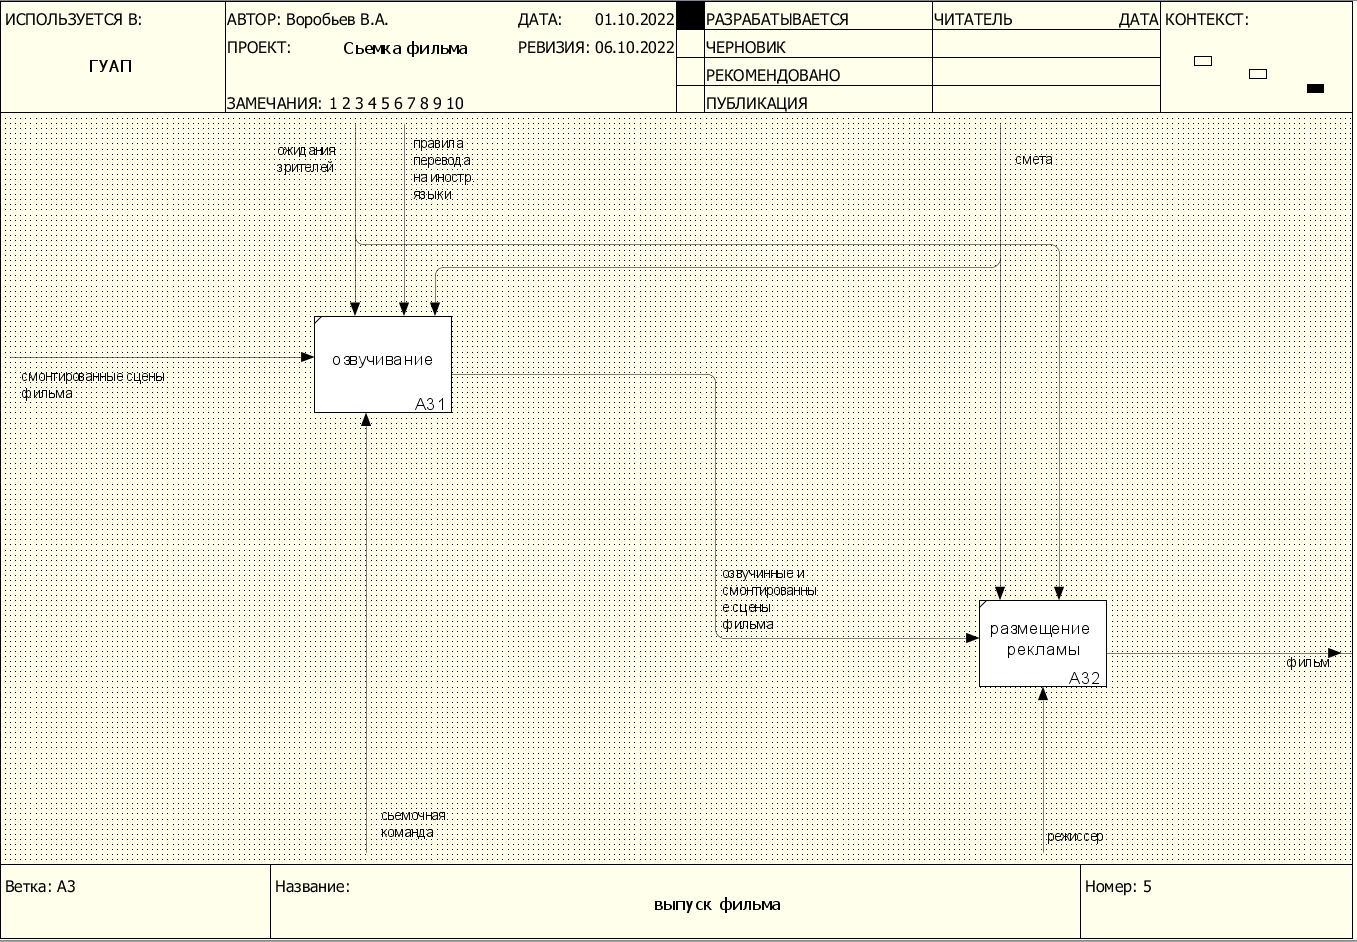 ИСПОЛЬЗУЕТСЯ В:
ГУАП
АВТОР: Воробьев В.А.
ДАТА: 01.10.2022
ПРОЕКТ: Сьемка фильма
РЕВИЗИЯ: 06.10.2022
ЗАМЕЧАНИЯ: 1 2 3 4 5 6 7 8 9 10
РАЗРАБАТЫВАЕТСЯ
ЧЕРНОВИК
РЕКОМЕНДОВАНО
ПУБЛИКАЦИЯ
ЧИТАТЕЛЬ ДАТА
КОНТЕКСТ:
ожидания
зрителей
правила
перевода
на иностр.
языки
смета
озвучивание
A31
смонтированные сцены
фильма
озвучинные и
смонтированны
е сцены
фильма
размещение
рекламы
A32
фильм
сьемочная
команда
режиссер
Ветка: A3
Название:
выпуск фильма
Номер: 5